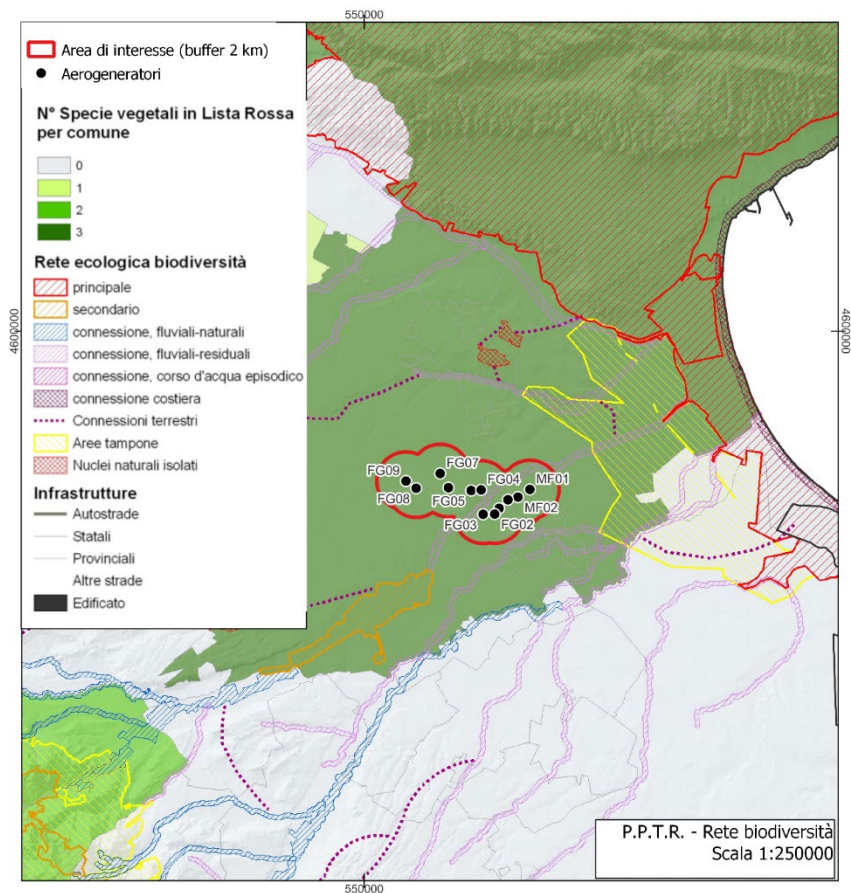 550000
Area di interesse (buffer 2 km)
Aerogeneratori
N° Specie vegetali in Lista Rossa
per comune
0
1
2
3
Rete ecologica biodiversità
principale
secondario
connessione, fluviali-naturali
connessione, fluviali-residuali
connessione, corso d'acqua episodico
connessione costiera
Connessioni terrestri
Aree tampone
Nuclei naturali isolati
Infrastrutture
Autostrade
Statali
Provinciali
Altre strade
Edificato
4600000
4600000
FG09
FG07
FG08
FG05
FG04
MF01
MF02
FG03
FG02
P.P.T.R. - Rete biodiversità
Scala 1:250000
550000